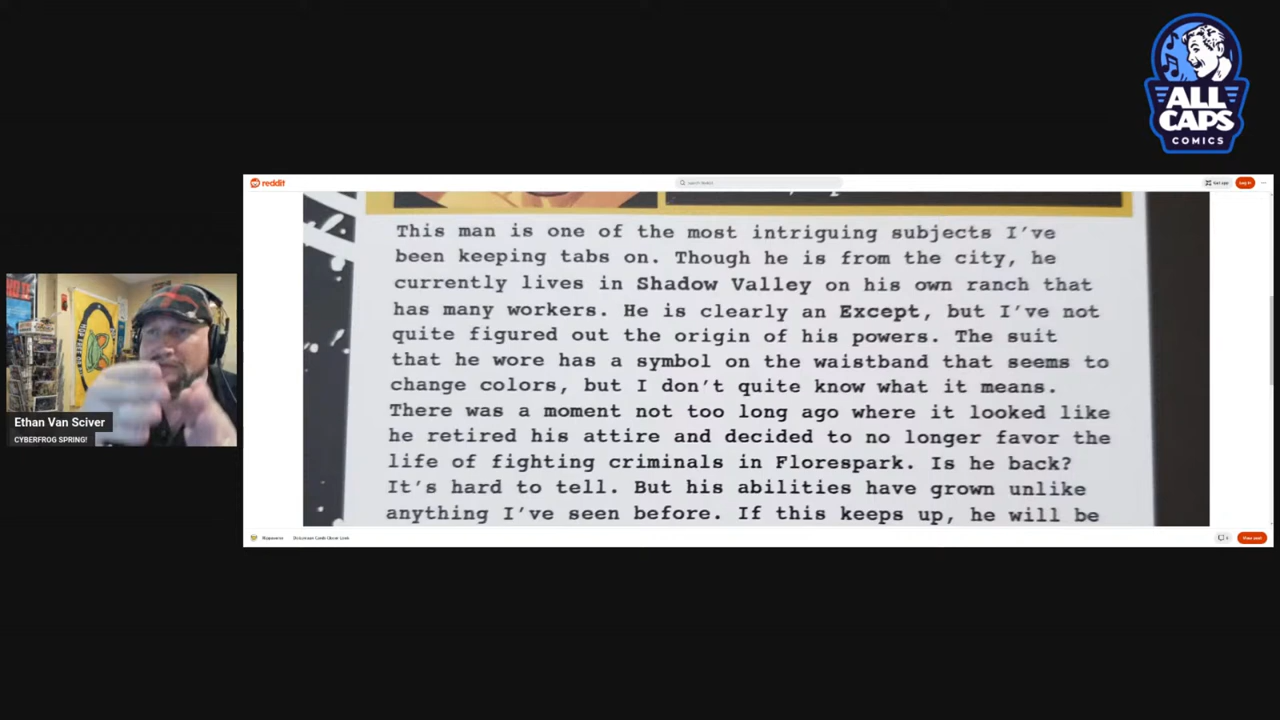 ALL
CAPS
COMICS
reddit
Get app
Log In
This man is one of the most intriguing subjects I've
been keeping tabs on. Though he is from the city, he
currently lives in Shadow Valley on his own ranch that
has many workers. He is clearly an Except, but I've not
quite figured out the origin of his powers. The suit
that he wore has a symbol on the waistband that seems to
change colors, but I don't quite know what it means.
There was a moment not too long ago where it looked like
he retired his attire and decided to no longer favor the
life of fighting criminals in Florespark. Is he back?
It's hard to tell. But his abilities have grown unlike
anything I've seen before. If this keeps up, he will be
Ethan Van Sciver
CYBERFROG SPRING!
View post